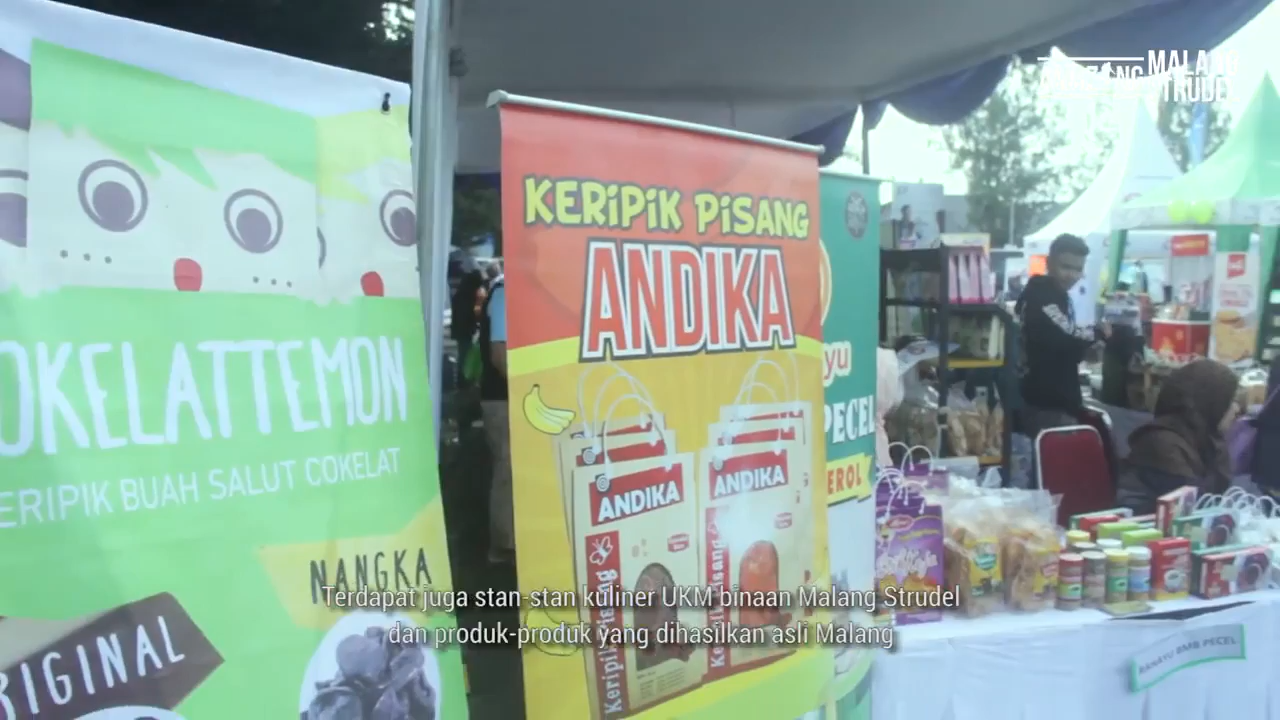 MALANG
STRUDEL
OKELATTEMON
ERIPIK BUAH SALUT COKELAT
NANGKA
RIGINAL
KERiPiK PiSANG
ANDIKA
ANDIKA
Keripik Pisang
ANDIKA
yu
PECEL
EROL
RANAYU BMB PECEL
Terdapat juga stan-stan kuliner UKM binaan Malang Strudel
dan produk-produk yang dihasilkan asli Malang